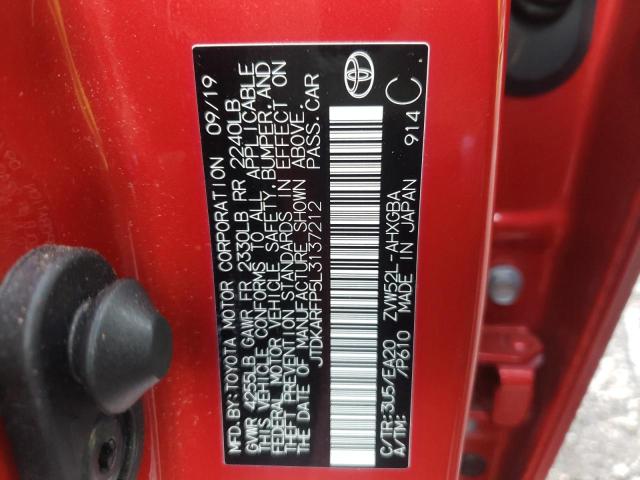 MFD. BY: TOYOTA MOTOR CORPORATION 09/19
GVWR 4255LB GAWR FR 2330LB RR 2240LB
THIS VEHICLE CONFORMS TO ALL APPLICABLE
FEDERAL MOTOR VEHICLE SAFETY, BUMPER, AND
THEFT PREVENTION STANDARDS IN EFFECT ON
THE DATE OF MANUFACTURE SHOWN ABOVE.
JTDKARFP5L3137212 PASS. CAR
C/TR:3U5/EA20 ZVW52L-AHXGBA
A/TM: /P610 MADE IN JAPAN 914 C